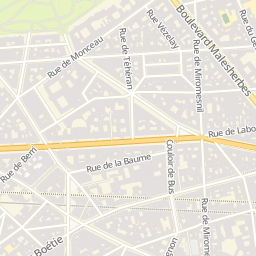 Rue Vézelay
Boulevard Malesherbes
Rue de Téhéran
Rue de Monceau
Rue de Miromesnil
Rue de Labo
Rue de Berri
Rue de la Baume
Couloir de Bus
Rue de Mirome
Boétie